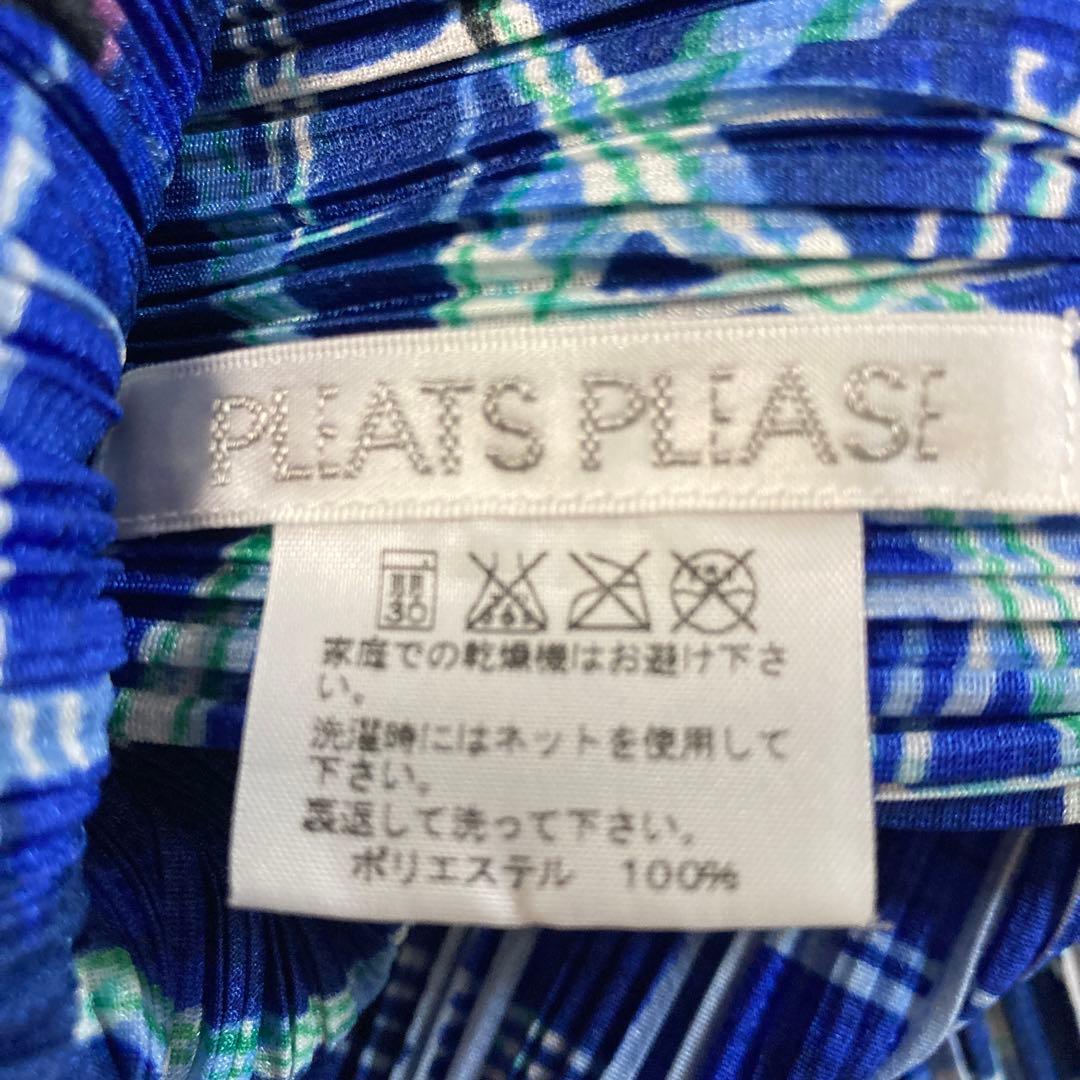 PLEATS PLEASE
弱 30
家庭での乾燥機はお避け下さ
い。
洗濯時にはネットを使用して
下さい。
裏返して洗って下さい。
ポリエステル 100%